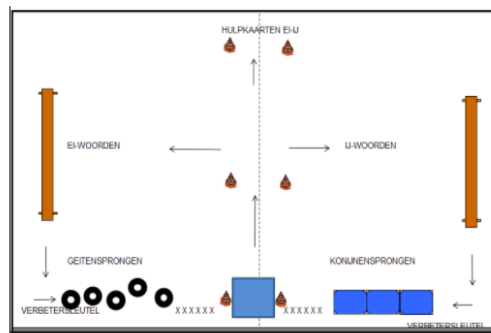 HULPKAARTEN EI-IJ
EI-WOORDEN
IJ-WOORDEN
GEITENSPRONGEN
KONIJNENSPRONGEN
VERBETERSLEUTEL
XXXXXX
XXXXXX
VERBETERSLEUTEL